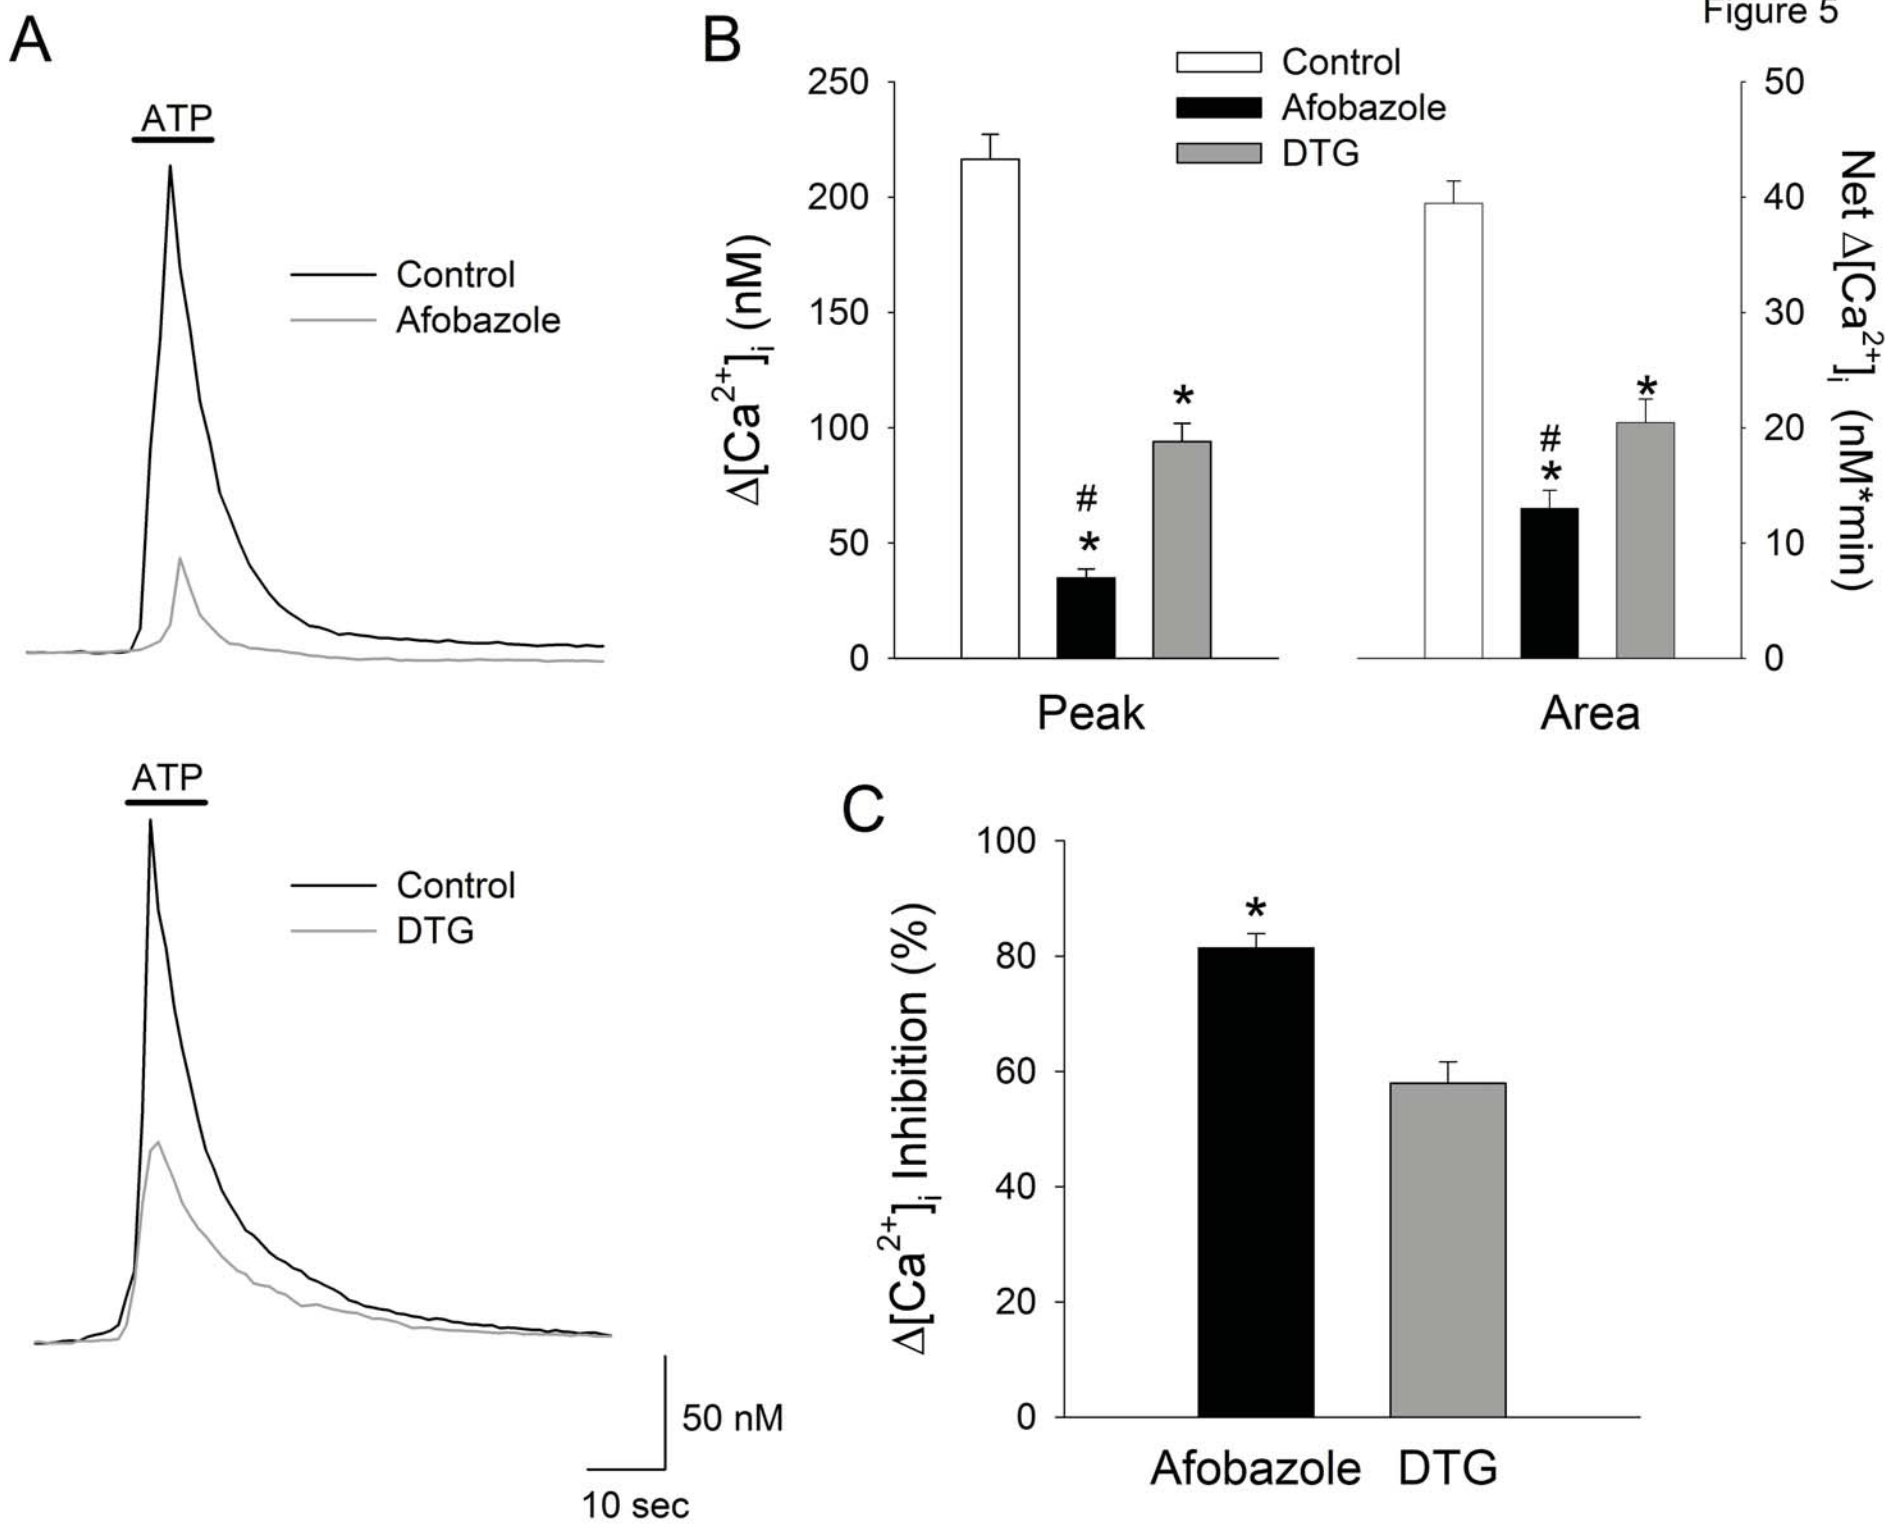 Figure 5
A
ATP
Control
Afobazole
ATP
Control
DTG
50 nM
10 sec
B
Control
Afobazole
DTG
250
200
150
100
50
0
Δ[Ca²⁺]ᵢ (nM)
#
*
*
Peak
#
*
*
Area
50
40
30
20
10
0
Net Δ[Ca²⁺]ᵢ (nM*min)
C
100
80
60
40
20
0
Δ[Ca²⁺]ᵢ Inhibition (%)
*
Afobazole DTG